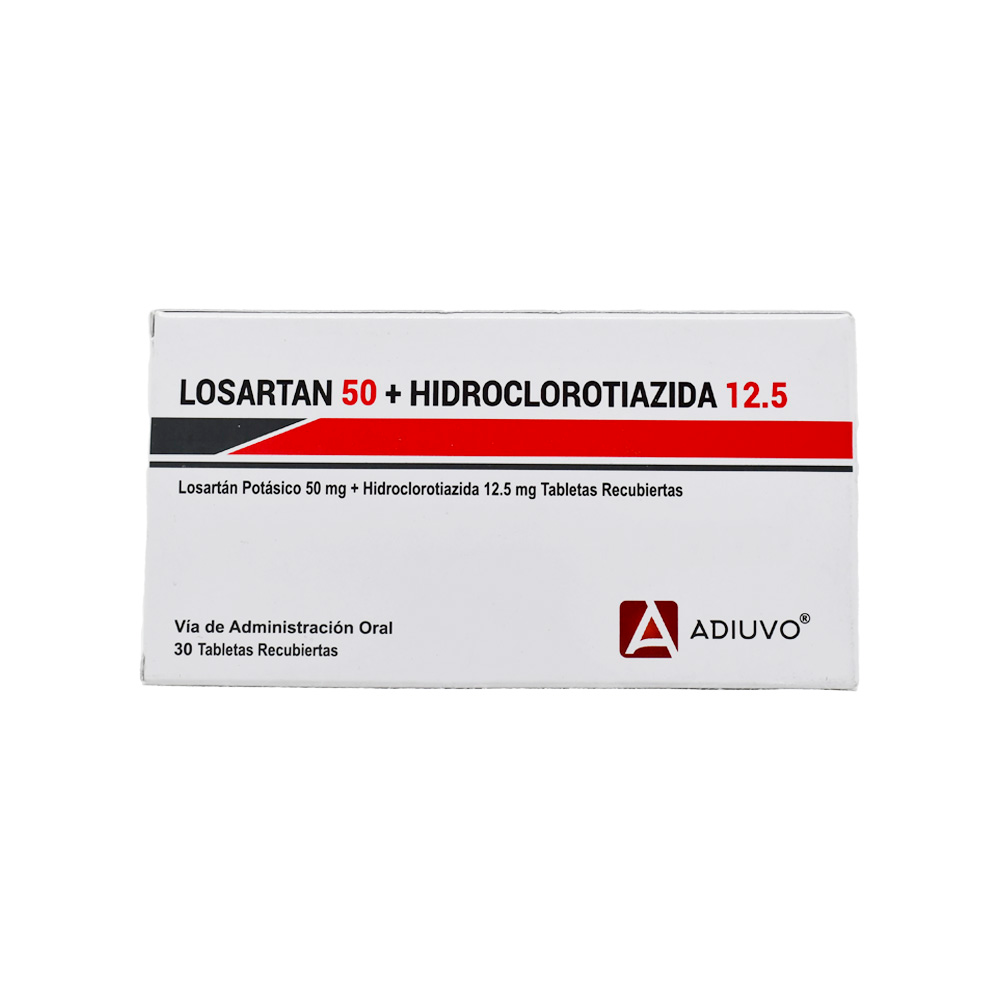 LOSARTAN 50 + HIDROCLOROTIAZIDA 12.5
Losartán Potásico 50 mg + Hidroclorotiazida 12.5 mg Tabletas Recubiertas
Vía de Administración Oral
30 Tabletas Recubiertas
ADIUVO®